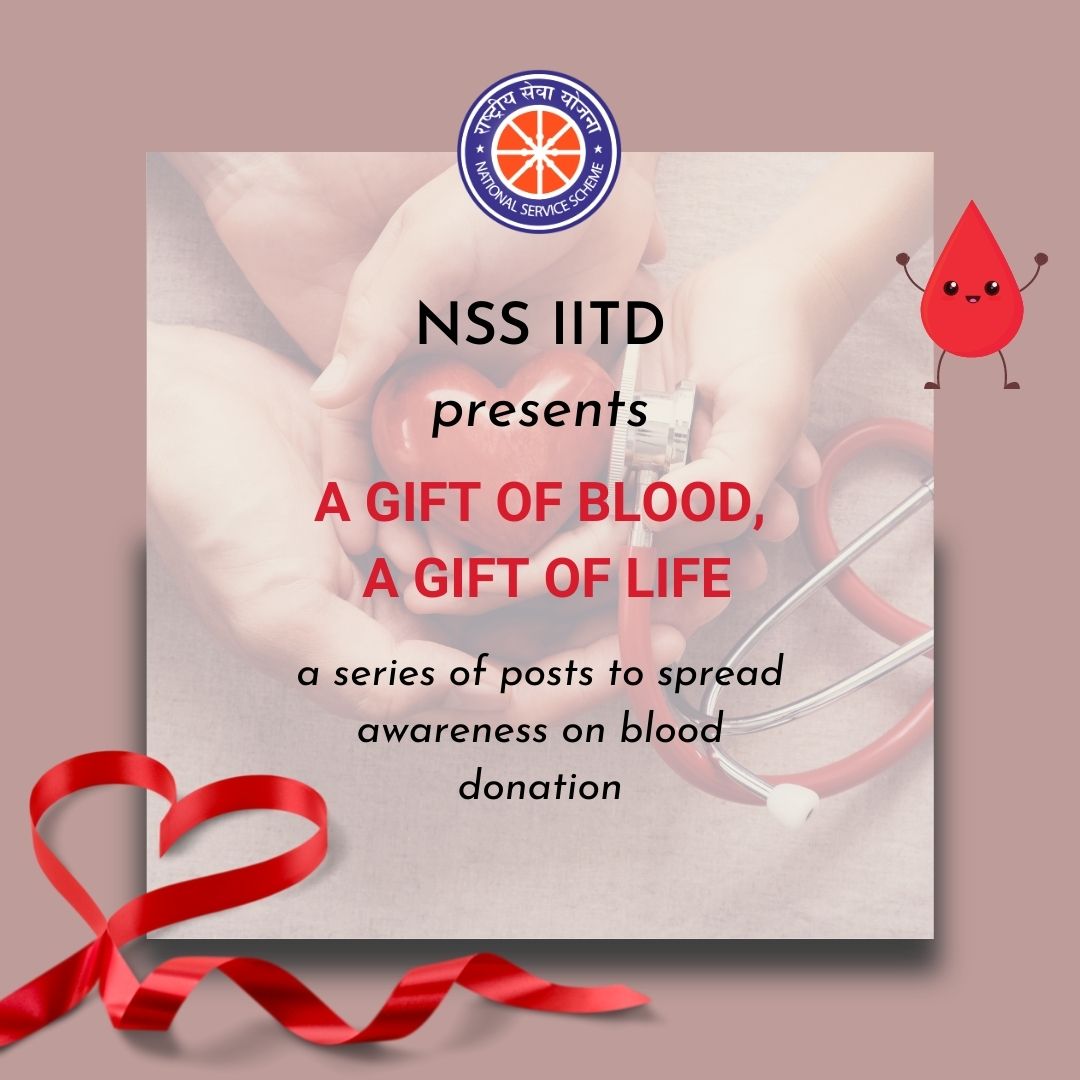 राष्ट्रीय सेवा योजना
NATIONAL SERVICE SCHEME
NSS IITD
presents
A GIFT OF BLOOD,
A GIFT OF LIFE
a series of posts to spread
awareness on blood
donation